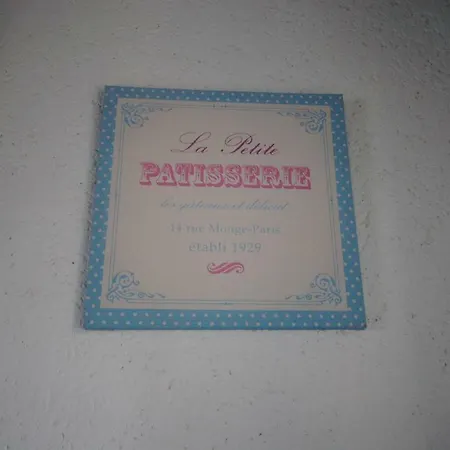 La Petite
PATISSERIE
14 rue Monge-Paris
établi 1929